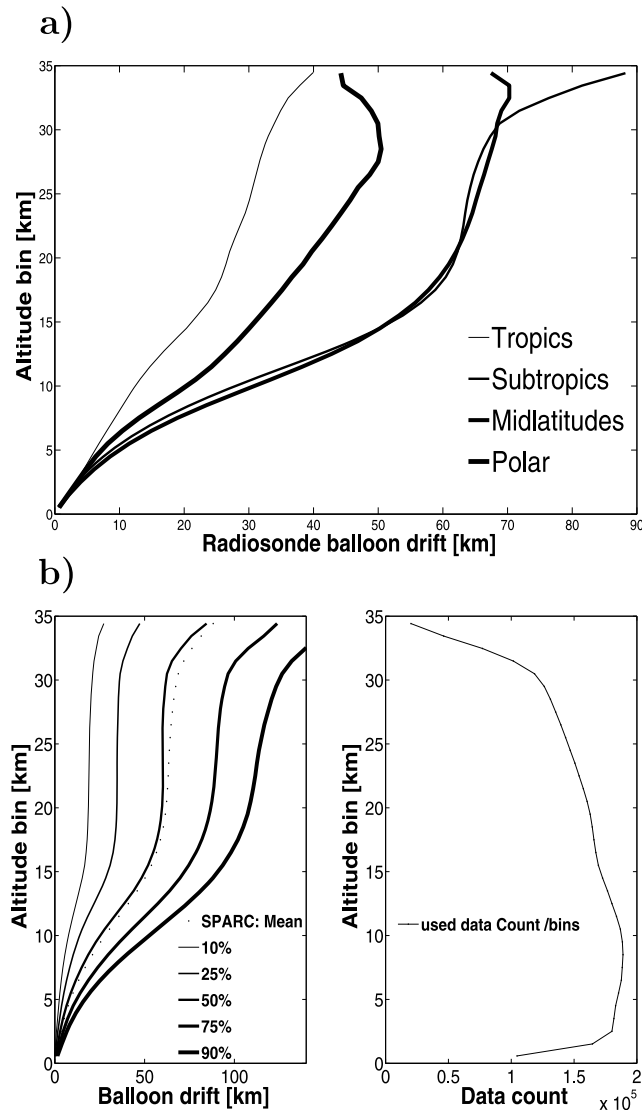 a)
35
30
25
20
15
10
5
0
0 10 20 30 40 50 60 70 80 90
Altitude bin [km]
Radiosonde balloon drift [km]
Tropics
Subtropics
Midlatitudes
Polar
b)
35
30
25
20
15
10
5
0
0 50 100
Altitude bin [km]
Balloon drift [km]
SPARC: Mean
10%
25%
50%
75%
90%
35
30
25
20
15
10
5
0
0 0.5 1 1.5 2
x 10^5
Altitude bin [km]
Data count
used data Count /bins